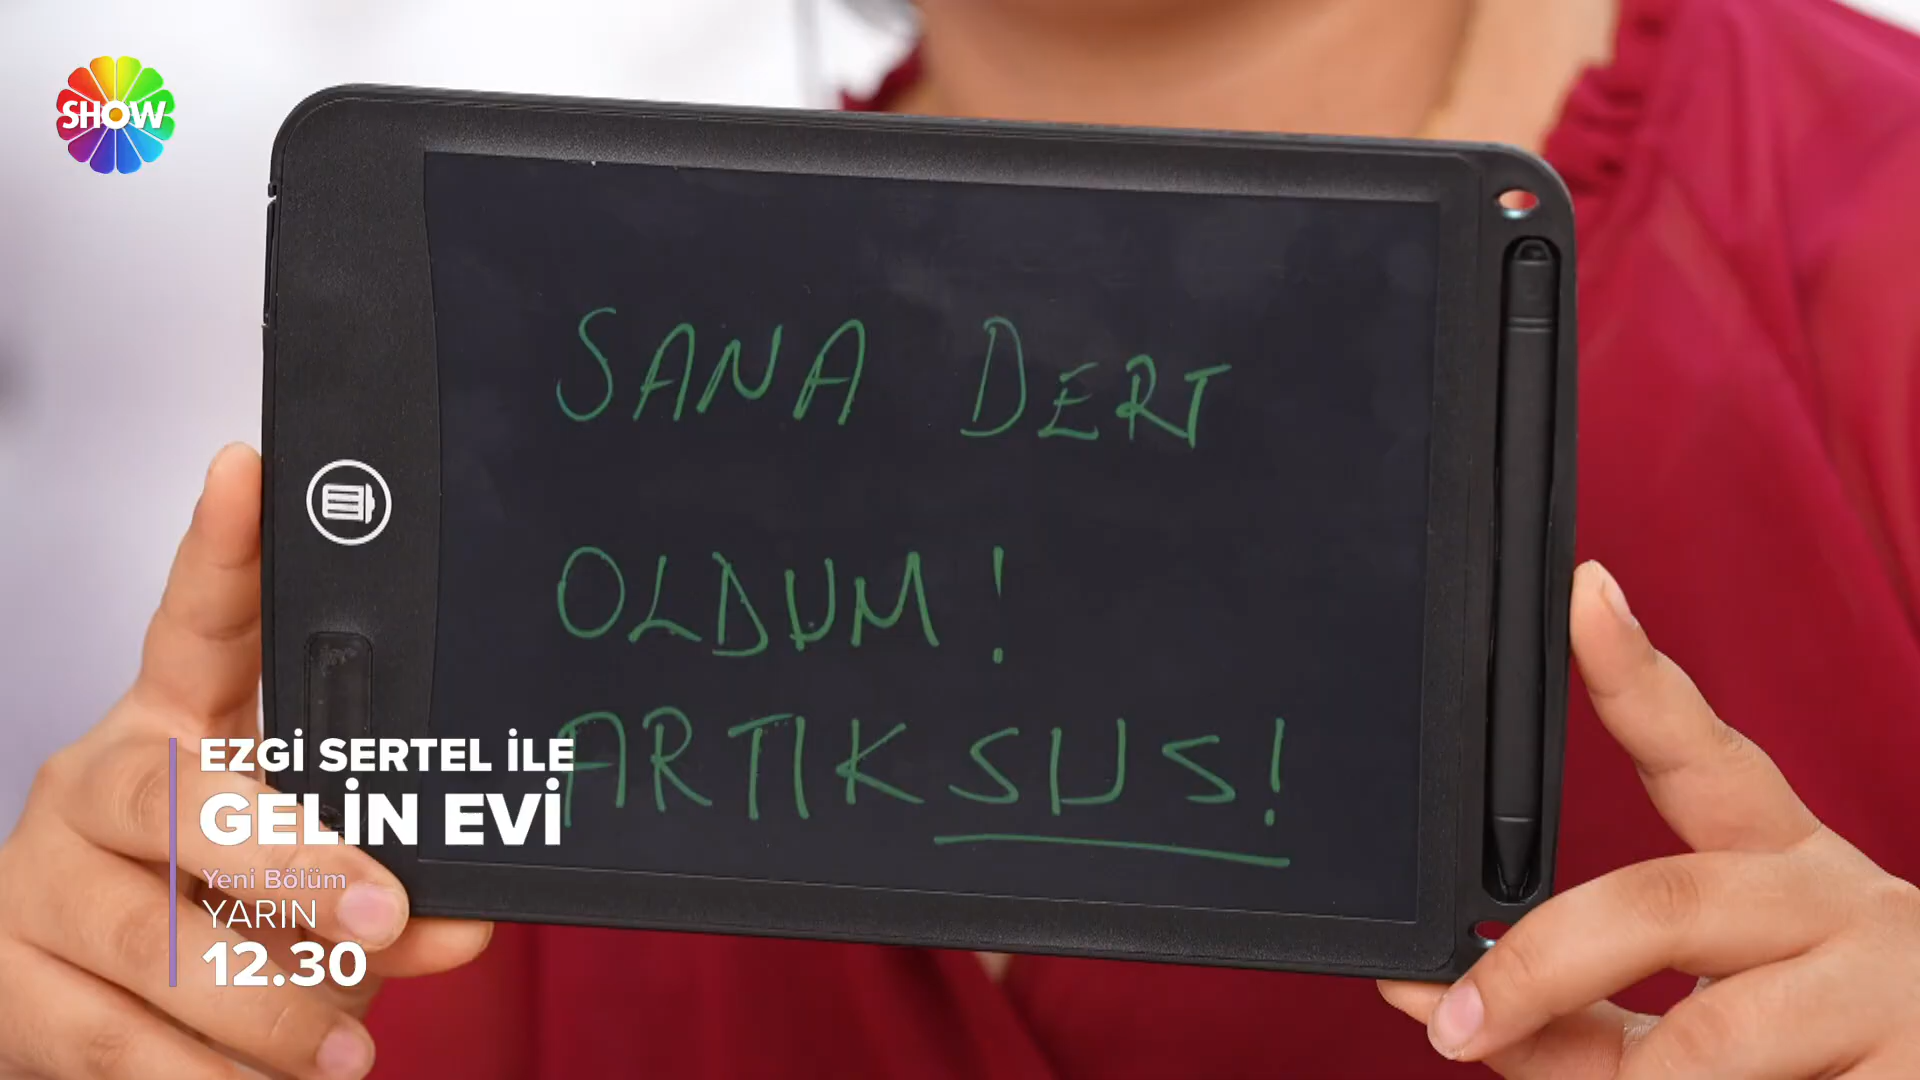 SHOW
SANA DERT
OLDUM!
ARTIK SUS!
EZGİ SERTEL İLE
GELİN EVİ
Yeni Bölüm
YARIN
12.30